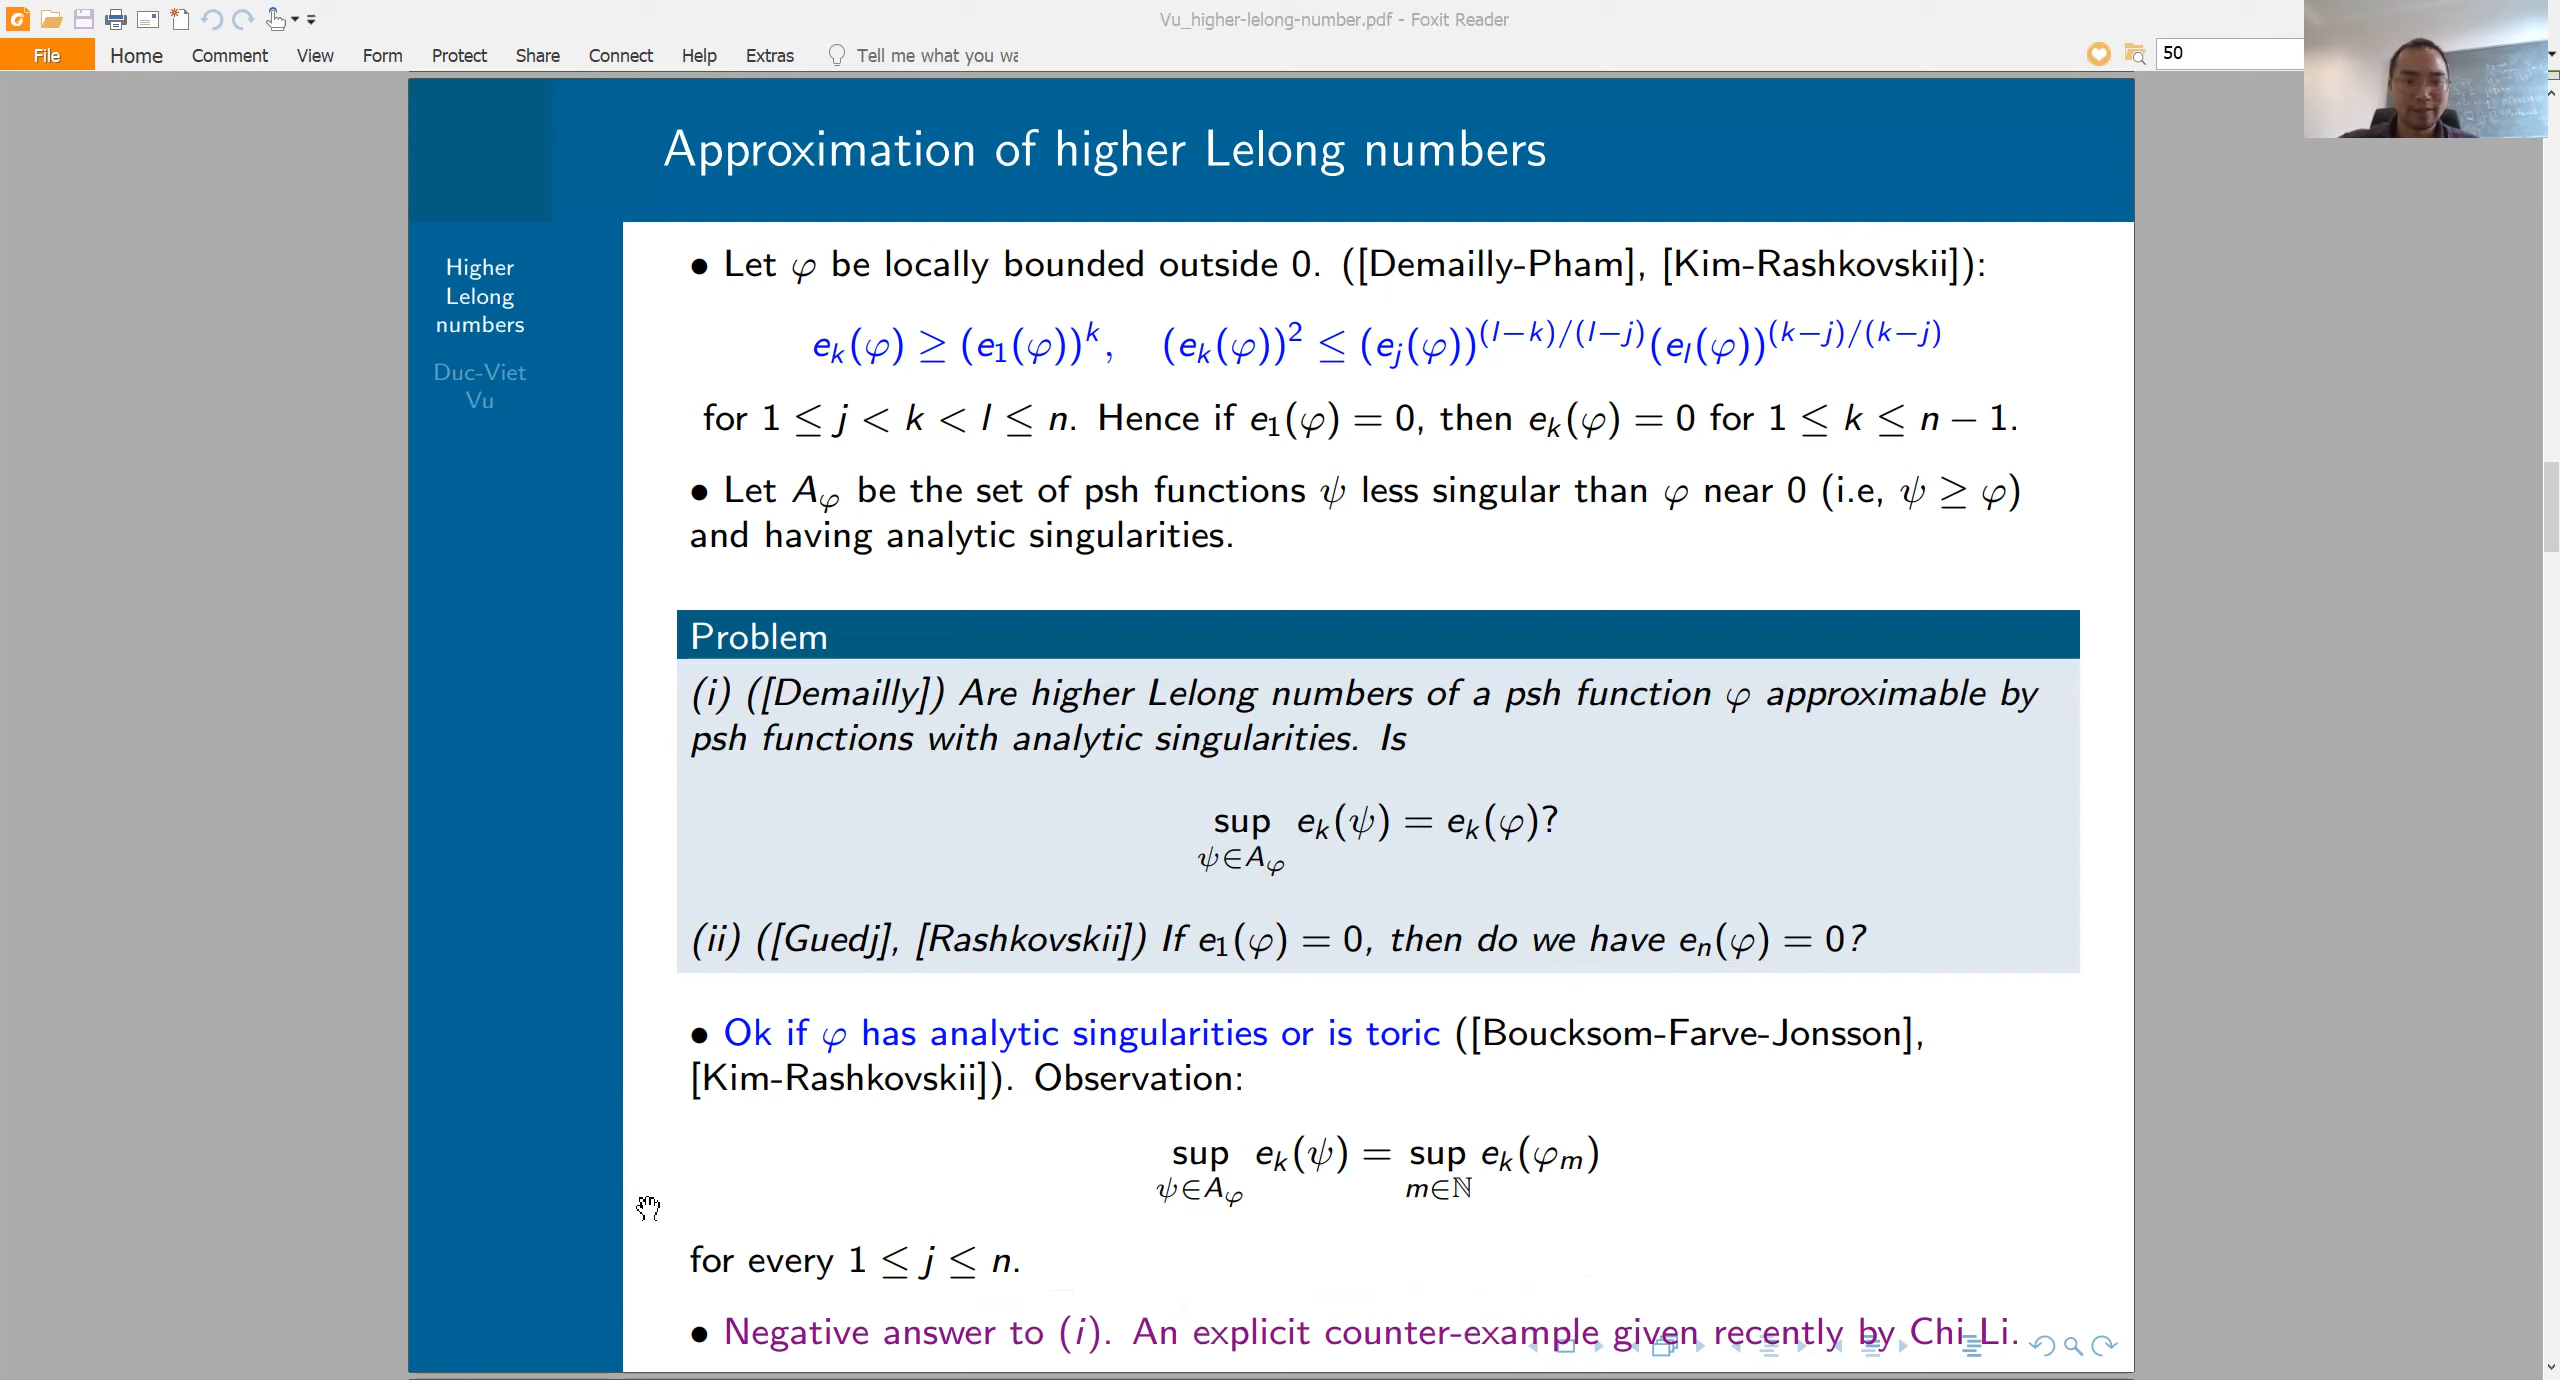 Vu_higher-lelong-number.pdf - Foxit Reader
File Home Comment View Form Protect Share Connect Help Extras Tell me what you wa
50
Approximation of higher Lelong numbers
Higher
Lelong
numbers
Duc-Viet
Vu
• Let φ be locally bounded outside 0. ([Demailly-Pham], [Kim-Rashkovskii]):
e_k(φ) ≥ (e_1(φ))^k, (e_k(φ))^2 ≤ (e_j(φ))^{(l−k)/(l−j)}(e_l(φ))^{(k−j)/(k−j)}
for 1 ≤ j < k < l ≤ n. Hence if e_1(φ) = 0, then e_k(φ) = 0 for 1 ≤ k ≤ n − 1.
• Let A_φ be the set of psh functions ψ less singular than φ near 0 (i.e, ψ ≥ φ)
and having analytic singularities.
Problem
(i) ([Demailly]) Are higher Lelong numbers of a psh function φ approximable by
psh functions with analytic singularities. Is
sup_{ψ∈A_φ} e_k(ψ) = e_k(φ)?
(ii) ([Guedj], [Rashkovskii]) If e_1(φ) = 0, then do we have e_n(φ) = 0?
• Ok if φ has analytic singularities or is toric ([Boucksom-Farve-Jonsson],
[Kim-Rashkovskii]). Observation:
sup_{ψ∈A_φ} e_k(ψ) = sup_{m∈ℕ} e_k(φ_m)
for every 1 ≤ j ≤ n.
• Negative answer to (i). An explicit counter-example given recently by Chi Li.